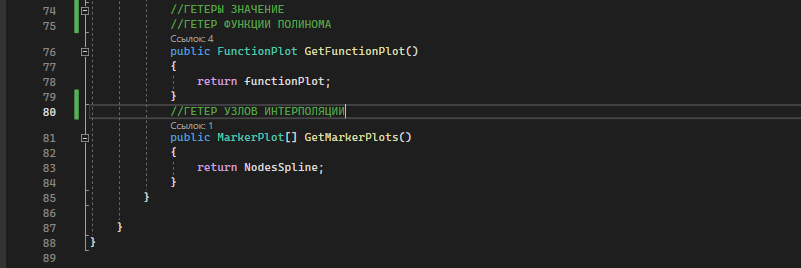 74 //ГЕТЕРЫ ЗНАЧЕНИЕ
75 //ГЕТЕР ФУНКЦИИ ПОЛИНОМА
Ссылок: 4
76 public FunctionPlot GetFunctionPlot()
77 {
78 return functionPlot;
79 }
80 //ГЕТЕР УЗЛОВ ИНТЕРПОЛЯЦИИ
Ссылок: 1
81 public MarkerPlot[] GetMarkerPlots()
82 {
83 return NodesSpline;
84 }
85 }
86
87 }
88 }
89